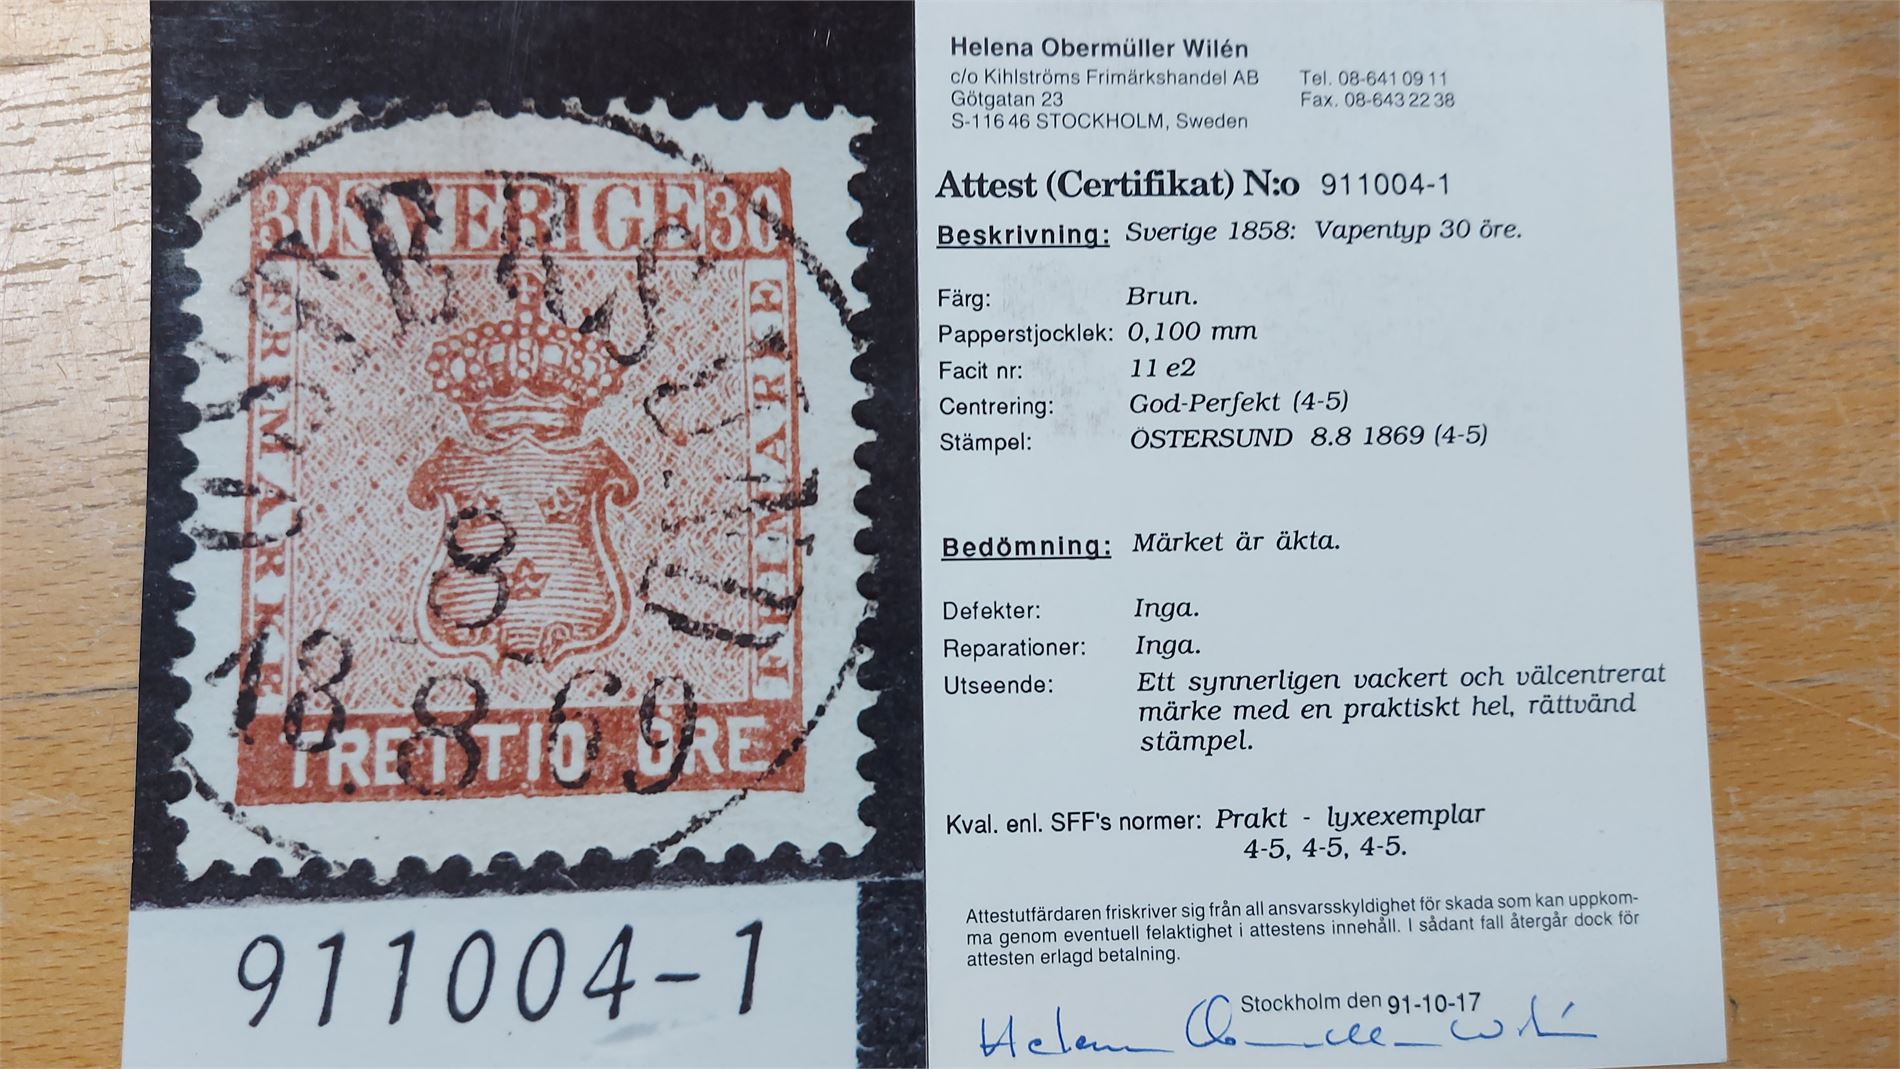 30 SVERIGE 30
FRIMÄRKE
FRIMÄRKE
ÖSTERSUND
8
8
18 69
TRETTIO ÖRE
911004-1
Helena Obermüller Wilén
c/o Kihlströms Frimärkshandel AB Tel. 08-641 09 11
Götgatan 23 Fax. 08-643 22 38
S-116 46 STOCKHOLM, Sweden
Attest (Certifikat) N:o 911004-1
Beskrivning: Sverige 1858: Vapentyp 30 öre.
Färg: Brun.
Papperstjocklek: 0,100 mm
Facit nr: 11 e2
Centrering: God-Perfekt (4-5)
Stämpel: ÖSTERSUND 8.8 1869 (4-5)
Bedömning: Märket är äkta.
Defekter: Inga.
Reparationer: Inga.
Utseende: Ett synnerligen vackert och välcentrerat
märke med en praktiskt hel, rättvänd
stämpel.
Kval. enl. SFF's normer: Prakt - lyxexemplar
4-5, 4-5, 4-5.
Attestutfärdaren friskriver sig från all ansvarsskyldighet för skada som kan uppkom-
ma genom eventuell felaktighet i attestens innehåll. I sådant fall återgår dock för
attesten erlagd betalning.
Stockholm den 91-10-17
Helena Obermüller Wilén